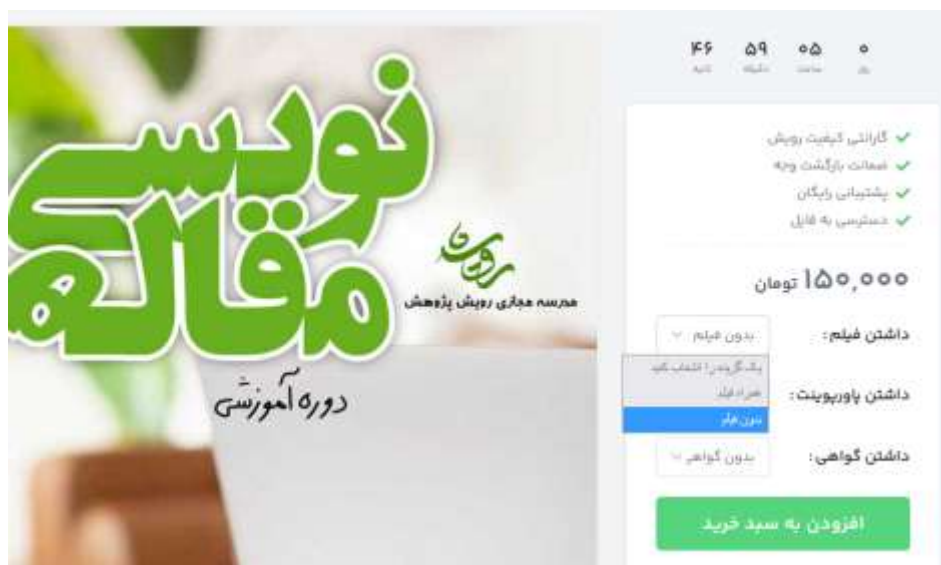 نویسی
مقاله
رویش
مدرسه مجازی رویش پژوهش
دوره آموزشی
۰ ۰۵ ۵۹ ۴۶
روز ساعت دقیقه ثانیه
گارانتی کیفیت رویش
ضمانت بازگشت وجه
پشتیبانی رایگان
دسترسی به فایل
۱۵۰,۰۰۰ تومان
داشتن فیلم: بدون فیلم
یک گزینه را انتخاب کنید
همراه فیلم
بدون فیلم
داشتن پاورپوینت:
داشتن گواهی: بدون گواهی
افزودن به سبد خرید